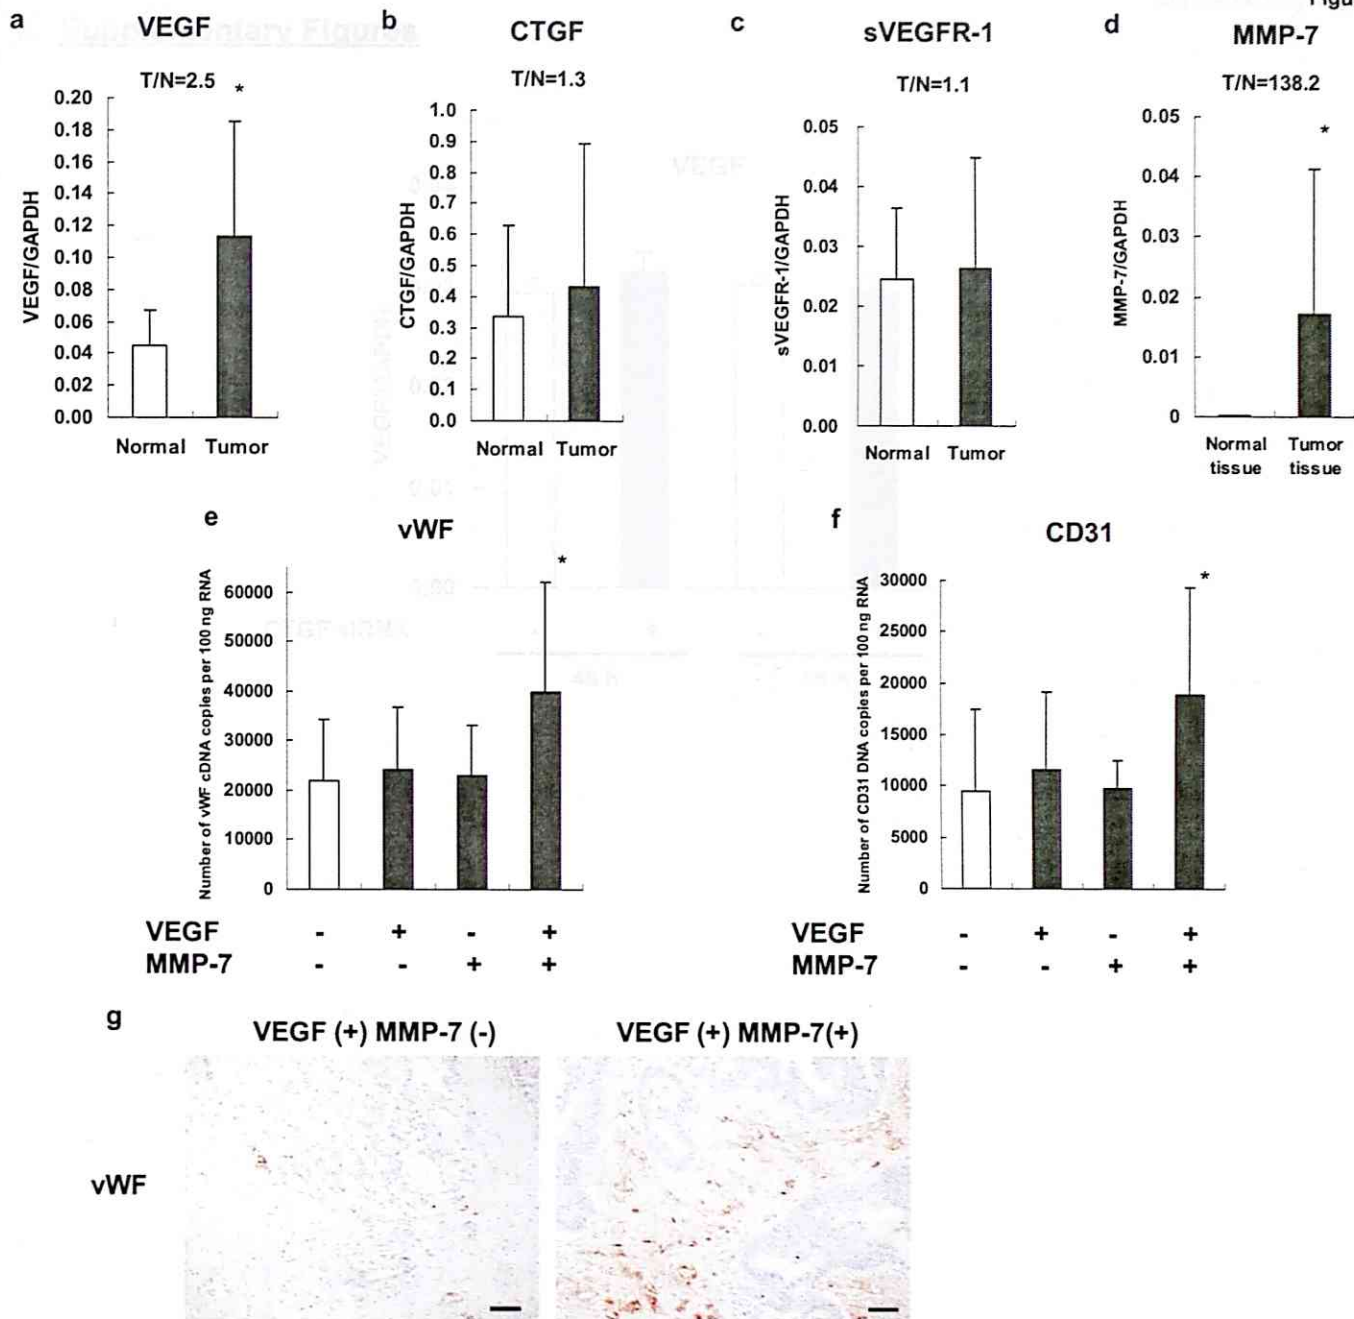 Figu
a
VEGF
T/N=2.5
*
VEGF/GAPDH
0.20
0.18
0.16
0.14
0.12
0.10
0.08
0.06
0.04
0.02
0.00
Normal Tumor
b
CTGF
T/N=1.3
CTGF/GAPDH
1.0
0.9
0.8
0.7
0.6
0.5
0.4
0.3
0.2
0.1
0.0
Normal Tumor
c
sVEGFR-1
T/N=1.1
sVEGFR-1/GAPDH
0.05
0.04
0.03
0.02
0.01
0.00
Normal Tumor
d
MMP-7
T/N=138.2
*
MMP-7/GAPDH
0.05
0.04
0.03
0.02
0.01
0
Normal Tumor
tissue tissue
e
vWF
*
Number of vWF cDNA copies per 100 ng RNA
60000
50000
40000
30000
20000
10000
0
VEGF - + - +
MMP-7 - - + +
f
CD31
*
Number of CD31 DNA copies per 100 ng RNA
30000
25000
20000
15000
10000
5000
0
VEGF - + - +
MMP-7 - - + +
g
VEGF (+) MMP-7 (-)
VEGF (+) MMP-7(+)
vWF